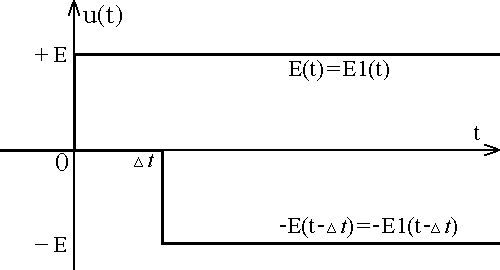 u(t)
+E
E(t)=E1(t)
t
0
△t
-E(t-△t)=-E1(t-△t)
−E